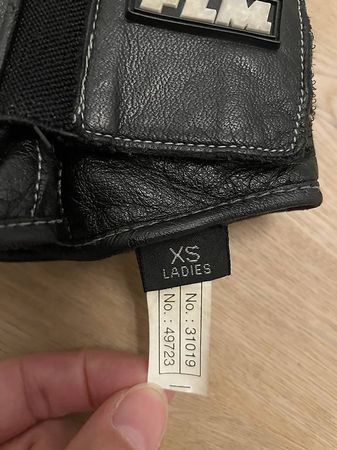 FLM
XS
LADIES
No.: 31019
No.: 49723